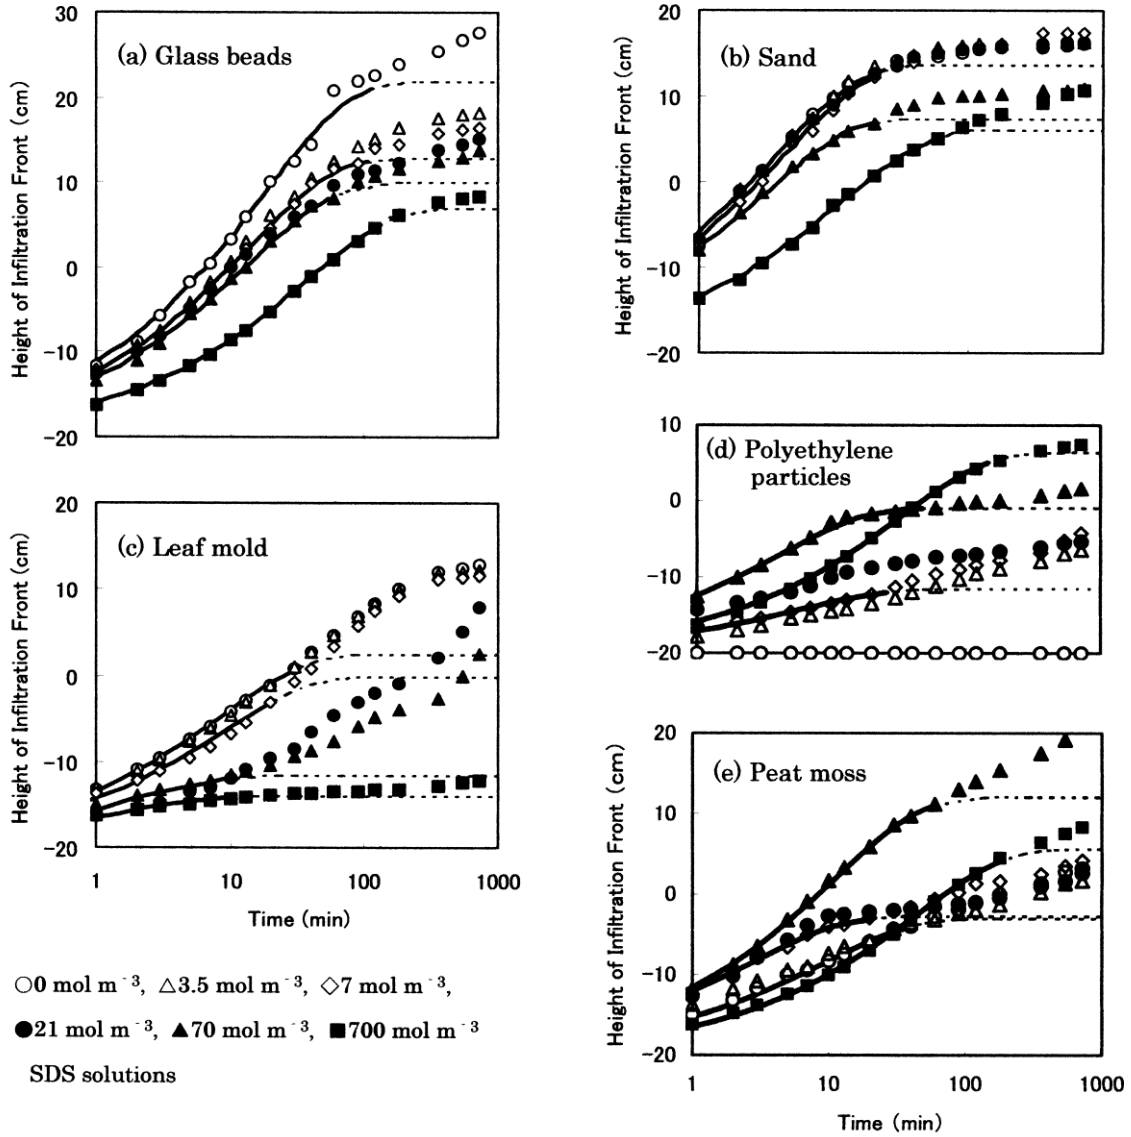 30
20
10
0
-10
-20
Height of Infiltration Front (cm)
(a) Glass beads
20
10
0
-10
-20
Height of Infiltratrion Front (cm)
(b) Sand
20
10
0
-10
-20
Height of Infiltration Front (cm)
(c) Leaf mold
1
10
100
1000
Time (min)
10
0
-10
-20
Height of Infiltration Front (cm)
(d) Polyethylene
particles
20
10
0
-10
-20
Height of Infiltration Front (cm)
(e) Peat moss
1
10
100
1000
Time (min)
○0 mol m⁻³, △3.5 mol m⁻³, ◇7 mol m⁻³,
●21 mol m⁻³, ▲70 mol m⁻³, ■700 mol m⁻³
SDS solutions